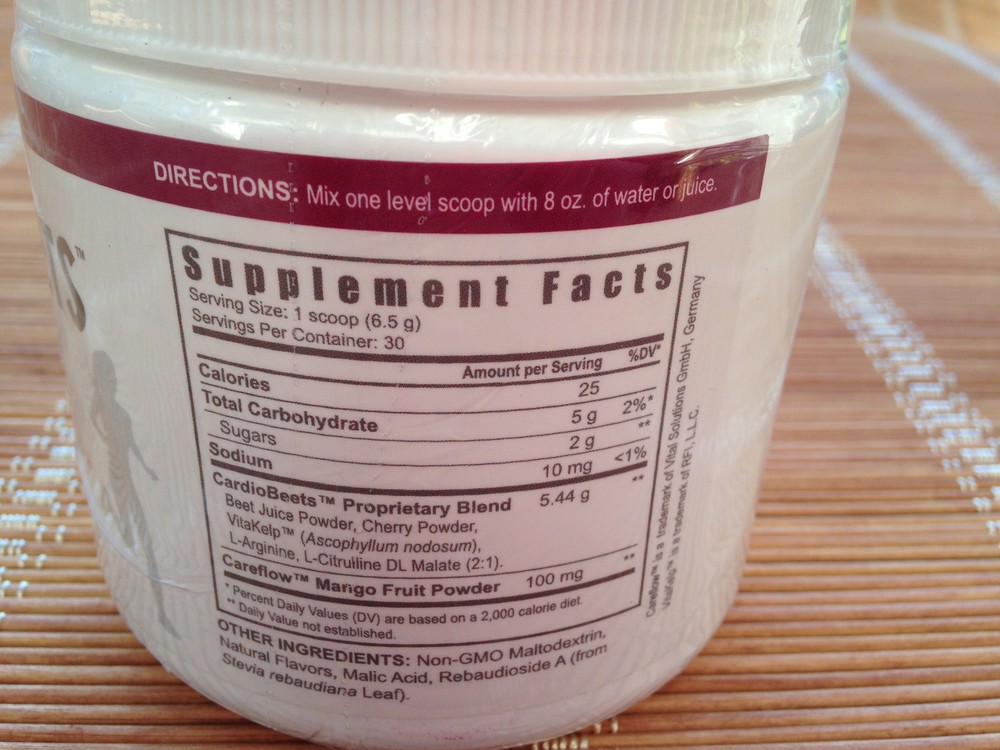 DIRECTIONS: Mix one level scoop with 8 oz. of water or juice.
TS™
Supplement Facts
Serving Size: 1 scoop (6.5 g)
Servings Per Container: 30
Amount per Serving %DV*
Calories 25
Total Carbohydrate 5 g 2%*
Sugars 2 g **
Sodium 10 mg <1%
CardioBeets™ Proprietary Blend 5.44 g **
Beet Juice Powder, Cherry Powder,
VitaKelp™ (Ascophyllum nodosum),
L-Arginine, L-Citrulline DL Malate (2:1).
Careflow™ Mango Fruit Powder 100 mg **
* Percent Daily Values (DV) are based on a 2,000 calorie diet.
** Daily Value not established.
OTHER INGREDIENTS: Non-GMO Maltodextrin,
Natural Flavors, Malic Acid, Rebaudioside A (from
Stevia rebaudiana Leaf).
Careflow™ is a trademark of Vital Solutions GmbH, Germany
VitaKelp™ is a trademark of RFI, L.L.C.